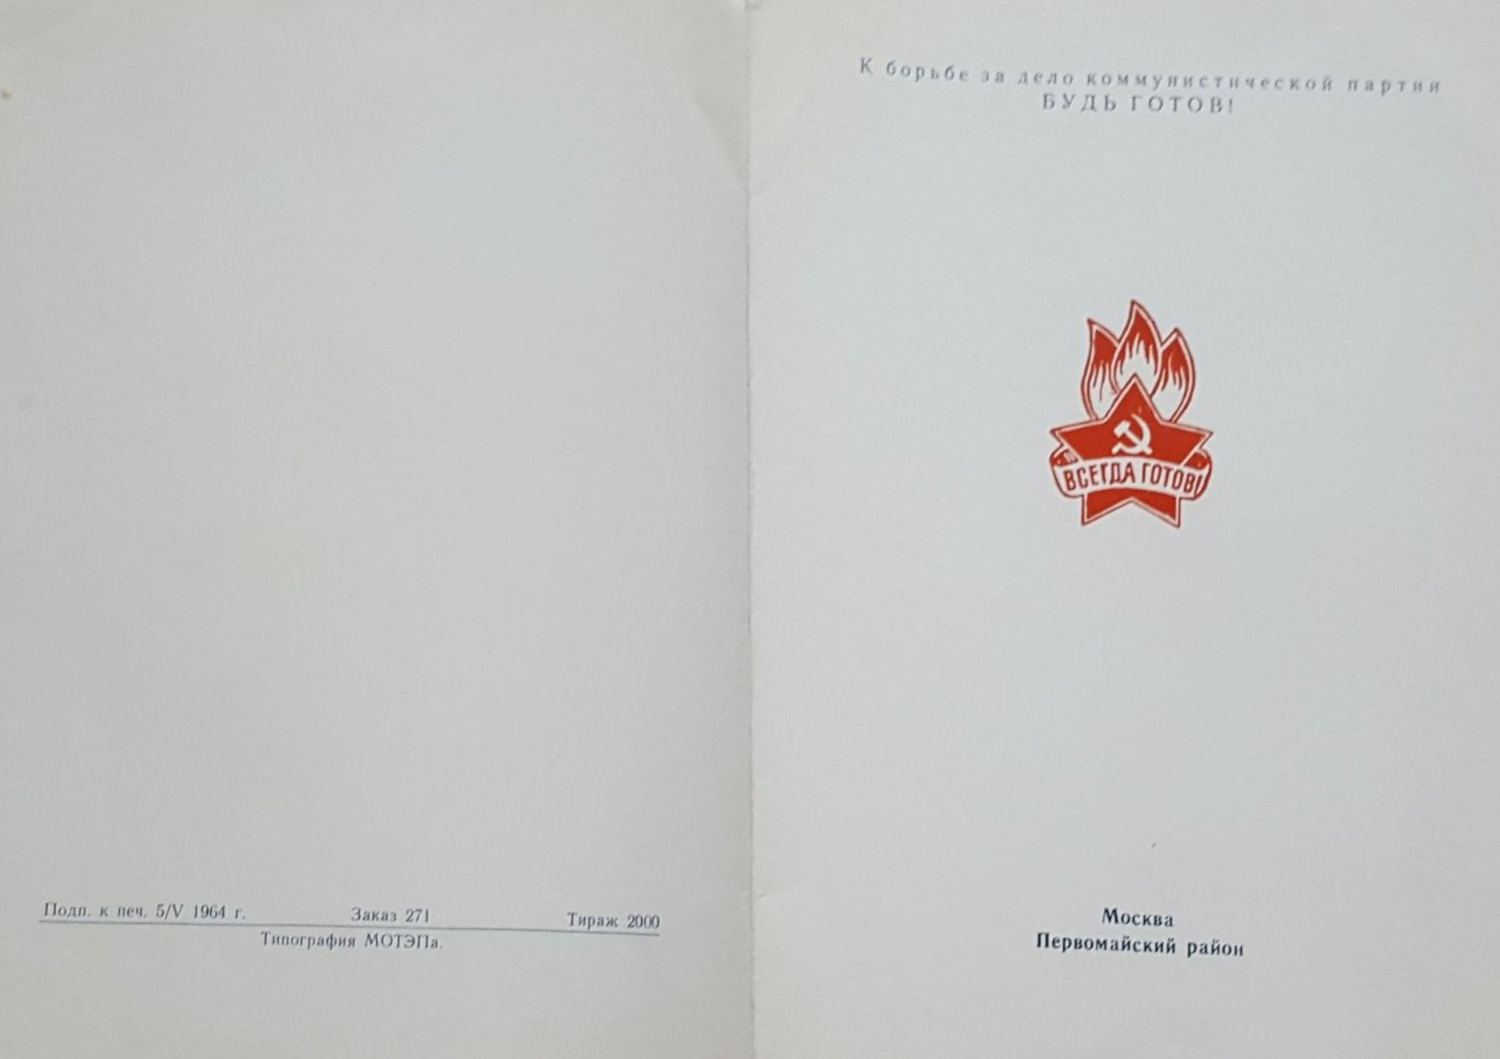 Подп. к печ. 5/V 1964 г. Заказ 271 Тираж 2000
Типография МОТЭПа.
К борьбе за дело коммунистической партии
БУДЬ ГОТОВ!
ВСЕГДА ГОТОВ!
Москва
Первомайский район